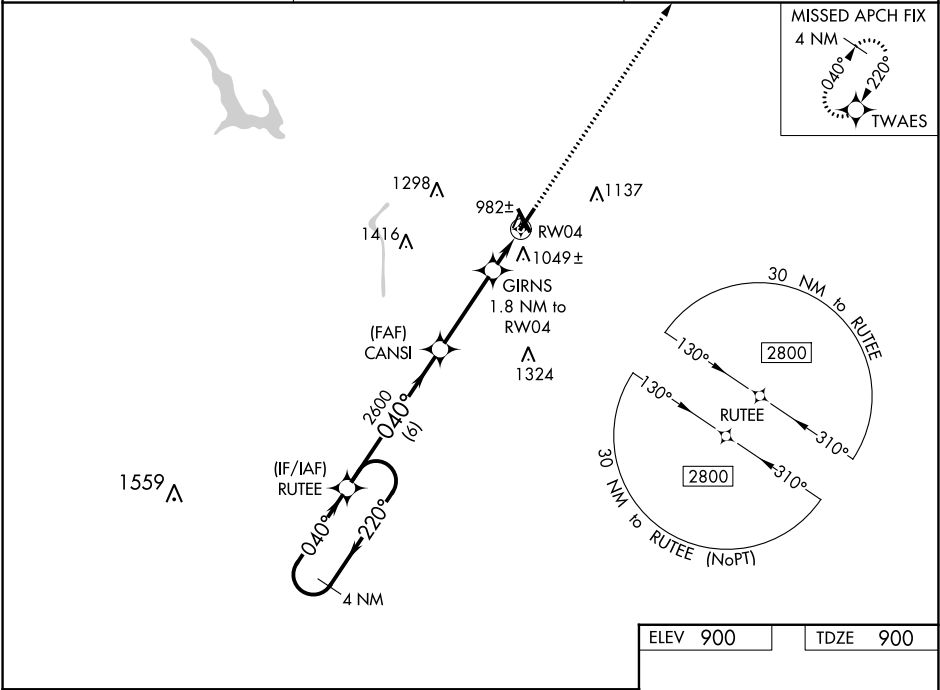 MISSED APCH FIX
4 NM
040°
220°
TWAES
1298
1137
982±
RW04
1416
1049±
GIRNS
1.8 NM to
RW04
(FAF)
CANSI
1324
2600
040°
(6)
(IF/IAF)
RUTEE
1559
040°
220°
4 NM
30 NM to RUTEE
130°
2800
310°
RUTEE
130°
2800
310°
30 NM to RUTEE (NoPT)
ELEV 900
TDZE 900